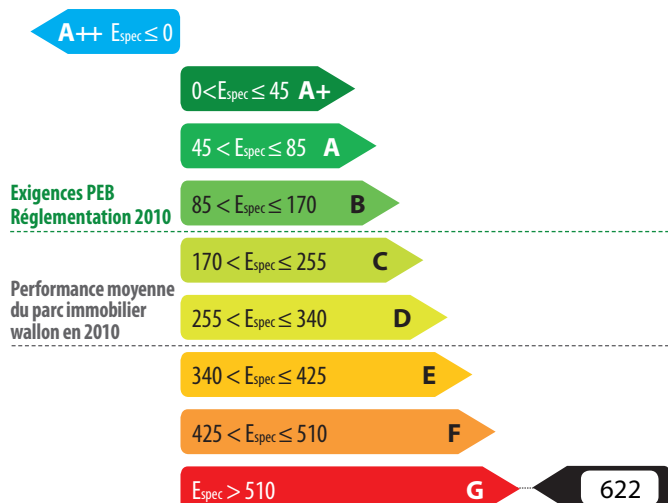 A++ Espec ≤ 0
0<Espec ≤ 45 A+
45 < Espec ≤ 85 A
Exigences PEB
Réglementation 2010
85 < Espec ≤ 170 B
170 < Espec ≤ 255 C
Performance moyenne
du parc immobilier
wallon en 2010
255 < Espec ≤ 340 D
340 < Espec ≤ 425 E
425 < Espec ≤ 510 F
Espec > 510 G
622